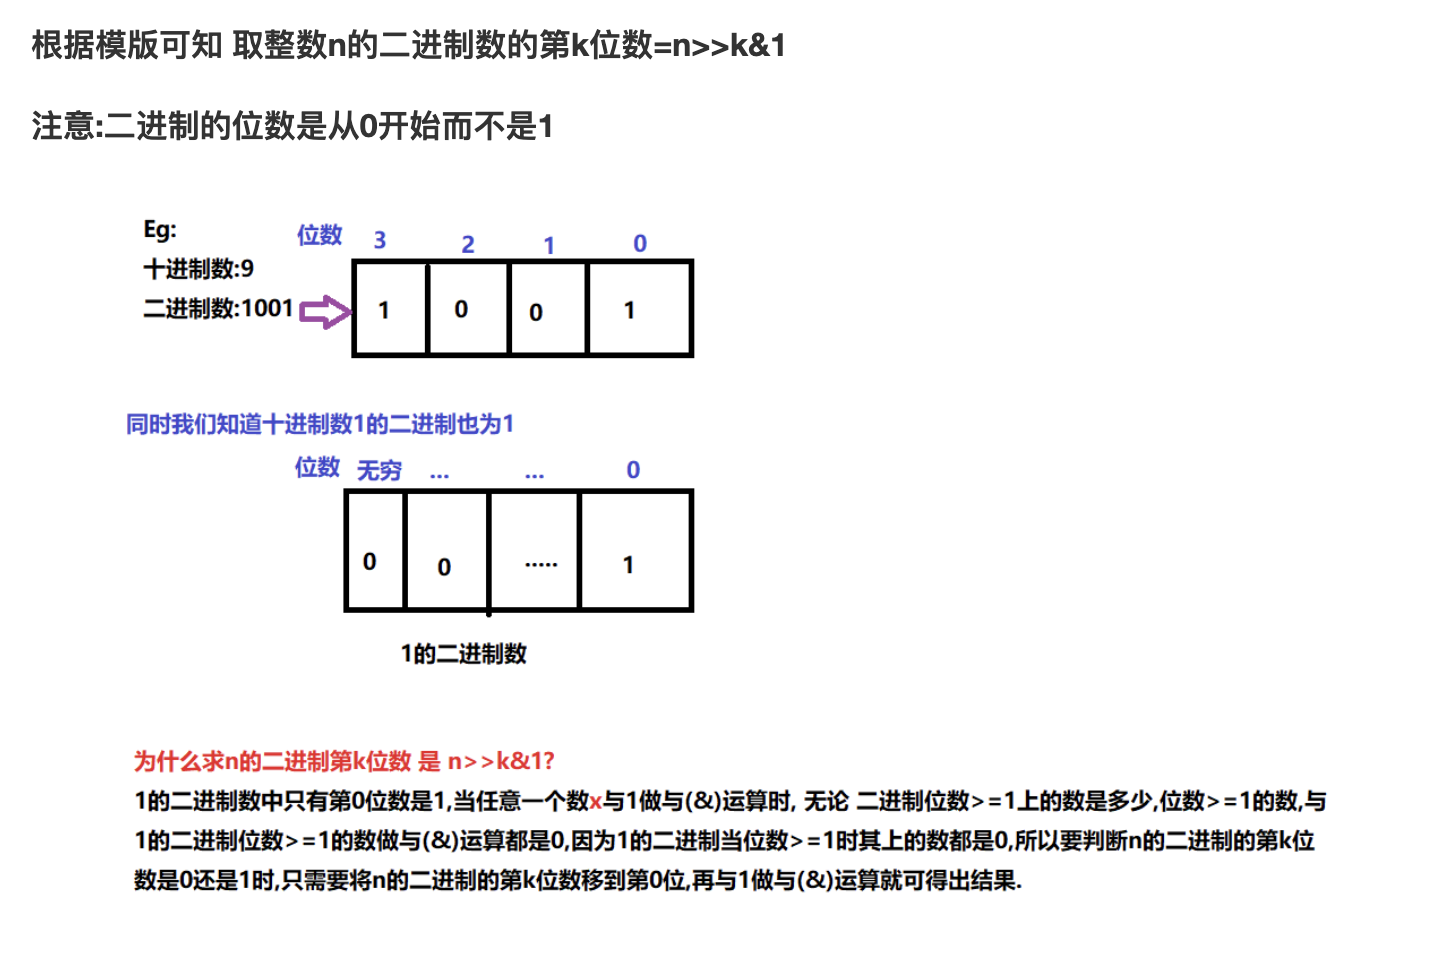 根据模版可知 取整数n的二进制数的第k位数=n>>k&1
注意:二进制的位数是从0开始而不是1
Eg:
十进制数:9
二进制数:1001
位数 3 2 1 0
1 0 0 1
同时我们知道十进制数1的二进制也为1
位数 无穷 ... ... 0
0 0 ..... 1
1的二进制数
为什么求n的二进制第k位数 是 n>>k&1?
1的二进制数中只有第0位数是1,当任意一个数x与1做与(&)运算时, 无论 二进制位数>=1上的数是多少,位数>=1的数,与
1的二进制位数>=1的数做与(&)运算都是0,因为1的二进制当位数>=1时其上的数都是0,所以要判断n的二进制的第k位
数是0还是1时,只需要将n的二进制的第k位数移到第0位,再与1做与(&)运算就可得出结果.